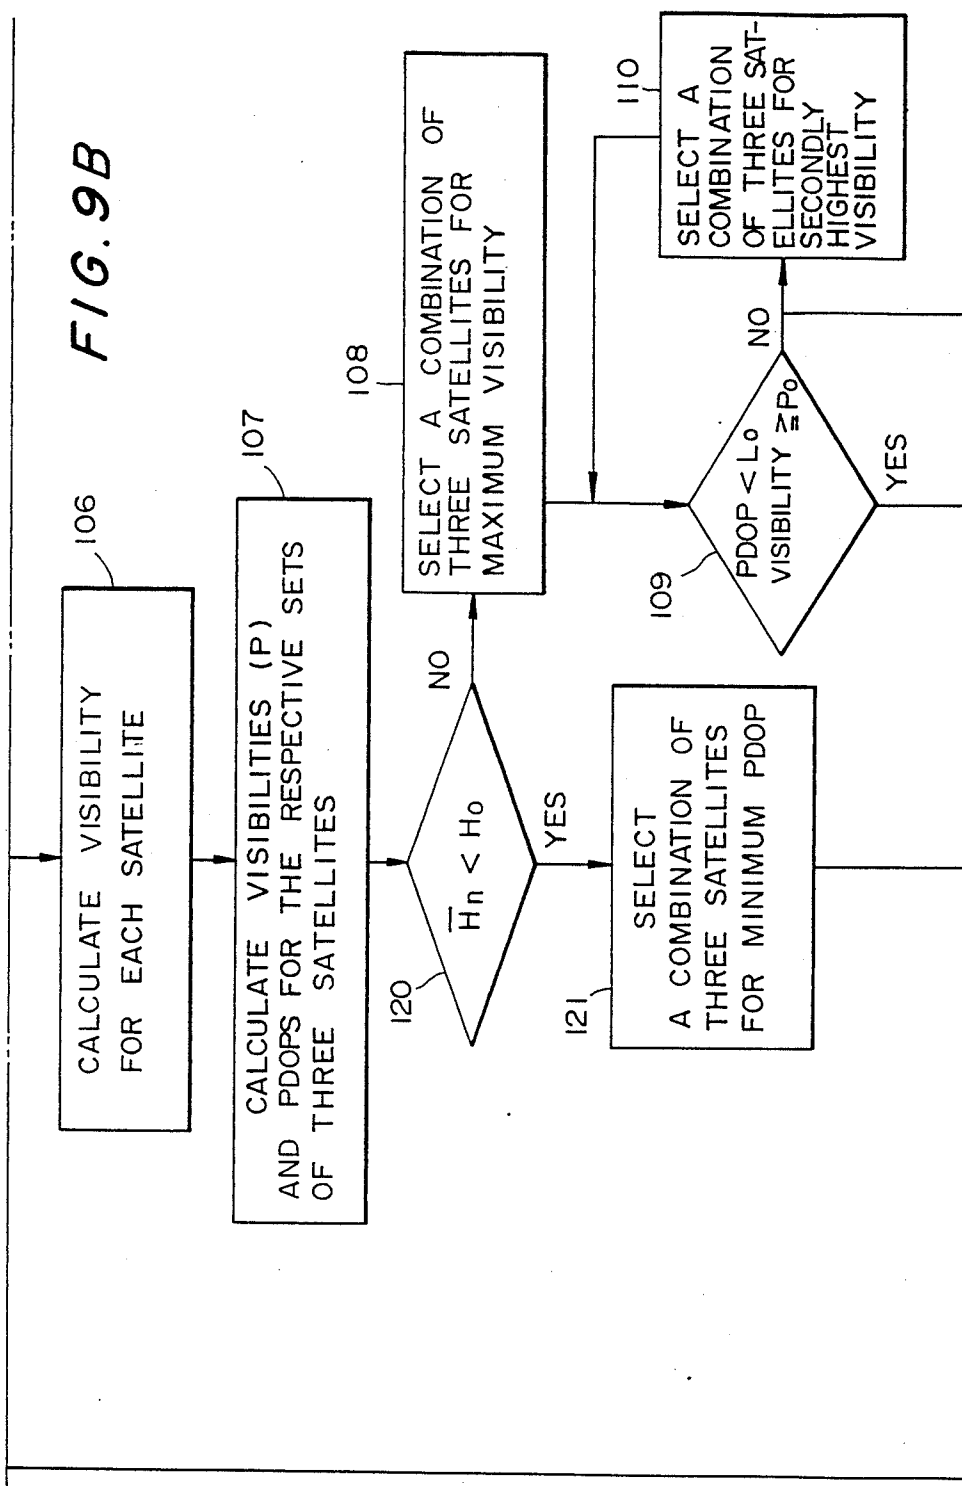 FIG. 9B
106
CALCULATE VISIBILITY
FOR EACH SATELLITE
107
CALCULATE VISIBILITIES (P)
AND PDOPS FOR THE RESPECTIVE SETS
OF THREE SATELLITES
120
H̅n < Ho
NO
YES
108
SELECT A COMBINATION OF
THREE SATELLITES FOR
MAXIMUM VISIBILITY
121
SELECT
A COMBINATION OF
THREE SATELLITES
FOR MINIMUM PDOP
109
PDOP < Lo
VISIBILITY ≧ Po
NO
YES
110
SELECT A
COMBINATION
OF THREE SAT-
ELLITES FOR
SECONDLY
HIGHEST
VISIBILITY